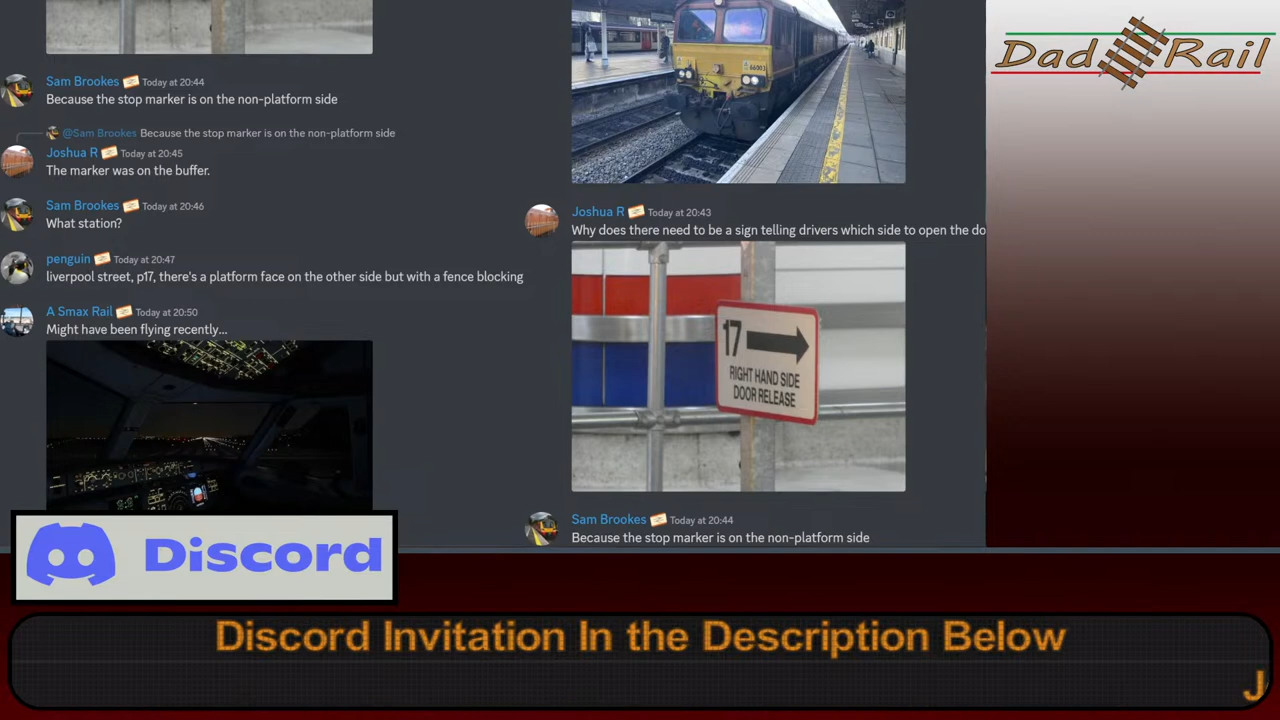 Sam Brookes Today at 20:44
Because the stop marker is on the non-platform side
@Sam Brookes Because the stop marker is on the non-platform side
Joshua R Today at 20:45
The marker was on the buffer.
Sam Brookes Today at 20:46
What station?
penguin Today at 20:47
liverpool street, p17, there's a platform face on the other side but with a fence blocking
A Smax Rail Today at 20:50
Might have been flying recently...
66003
Joshua R Today at 20:43
Why does there need to be a sign telling drivers which side to open the do
17
RIGHT HAND SIDE
DOOR RELEASE
Sam Brookes Today at 20:44
Because the stop marker is on the non-platform side
Dad Rail
Discord
Discord Invitation In the Description Below
J